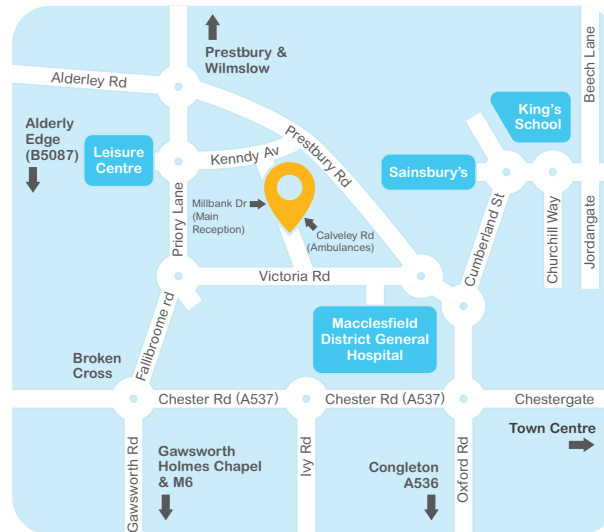 Prestbury &
Wilmslow
Alderley Rd
Beech Lane
King's
School
Alderly
Edge
(B5087)
Leisure
Centre
Kenndy Av
Prestbury Rd
Sainsbury's
Millbank Dr
(Main
Reception)
Calveley Rd
(Ambulances)
Priory Lane
Cumberland St
Churchill Way
Jordangate
Victoria Rd
Macclesfield
District General
Hospital
Fallibroome rd
Broken
Cross
Chester Rd (A537)
Chester Rd (A537)
Chestergate
Town Centre
Gawsworth Rd
Gawsworth
Holmes Chapel
& M6
Ivy Rd
Congleton
A536
Oxford Rd